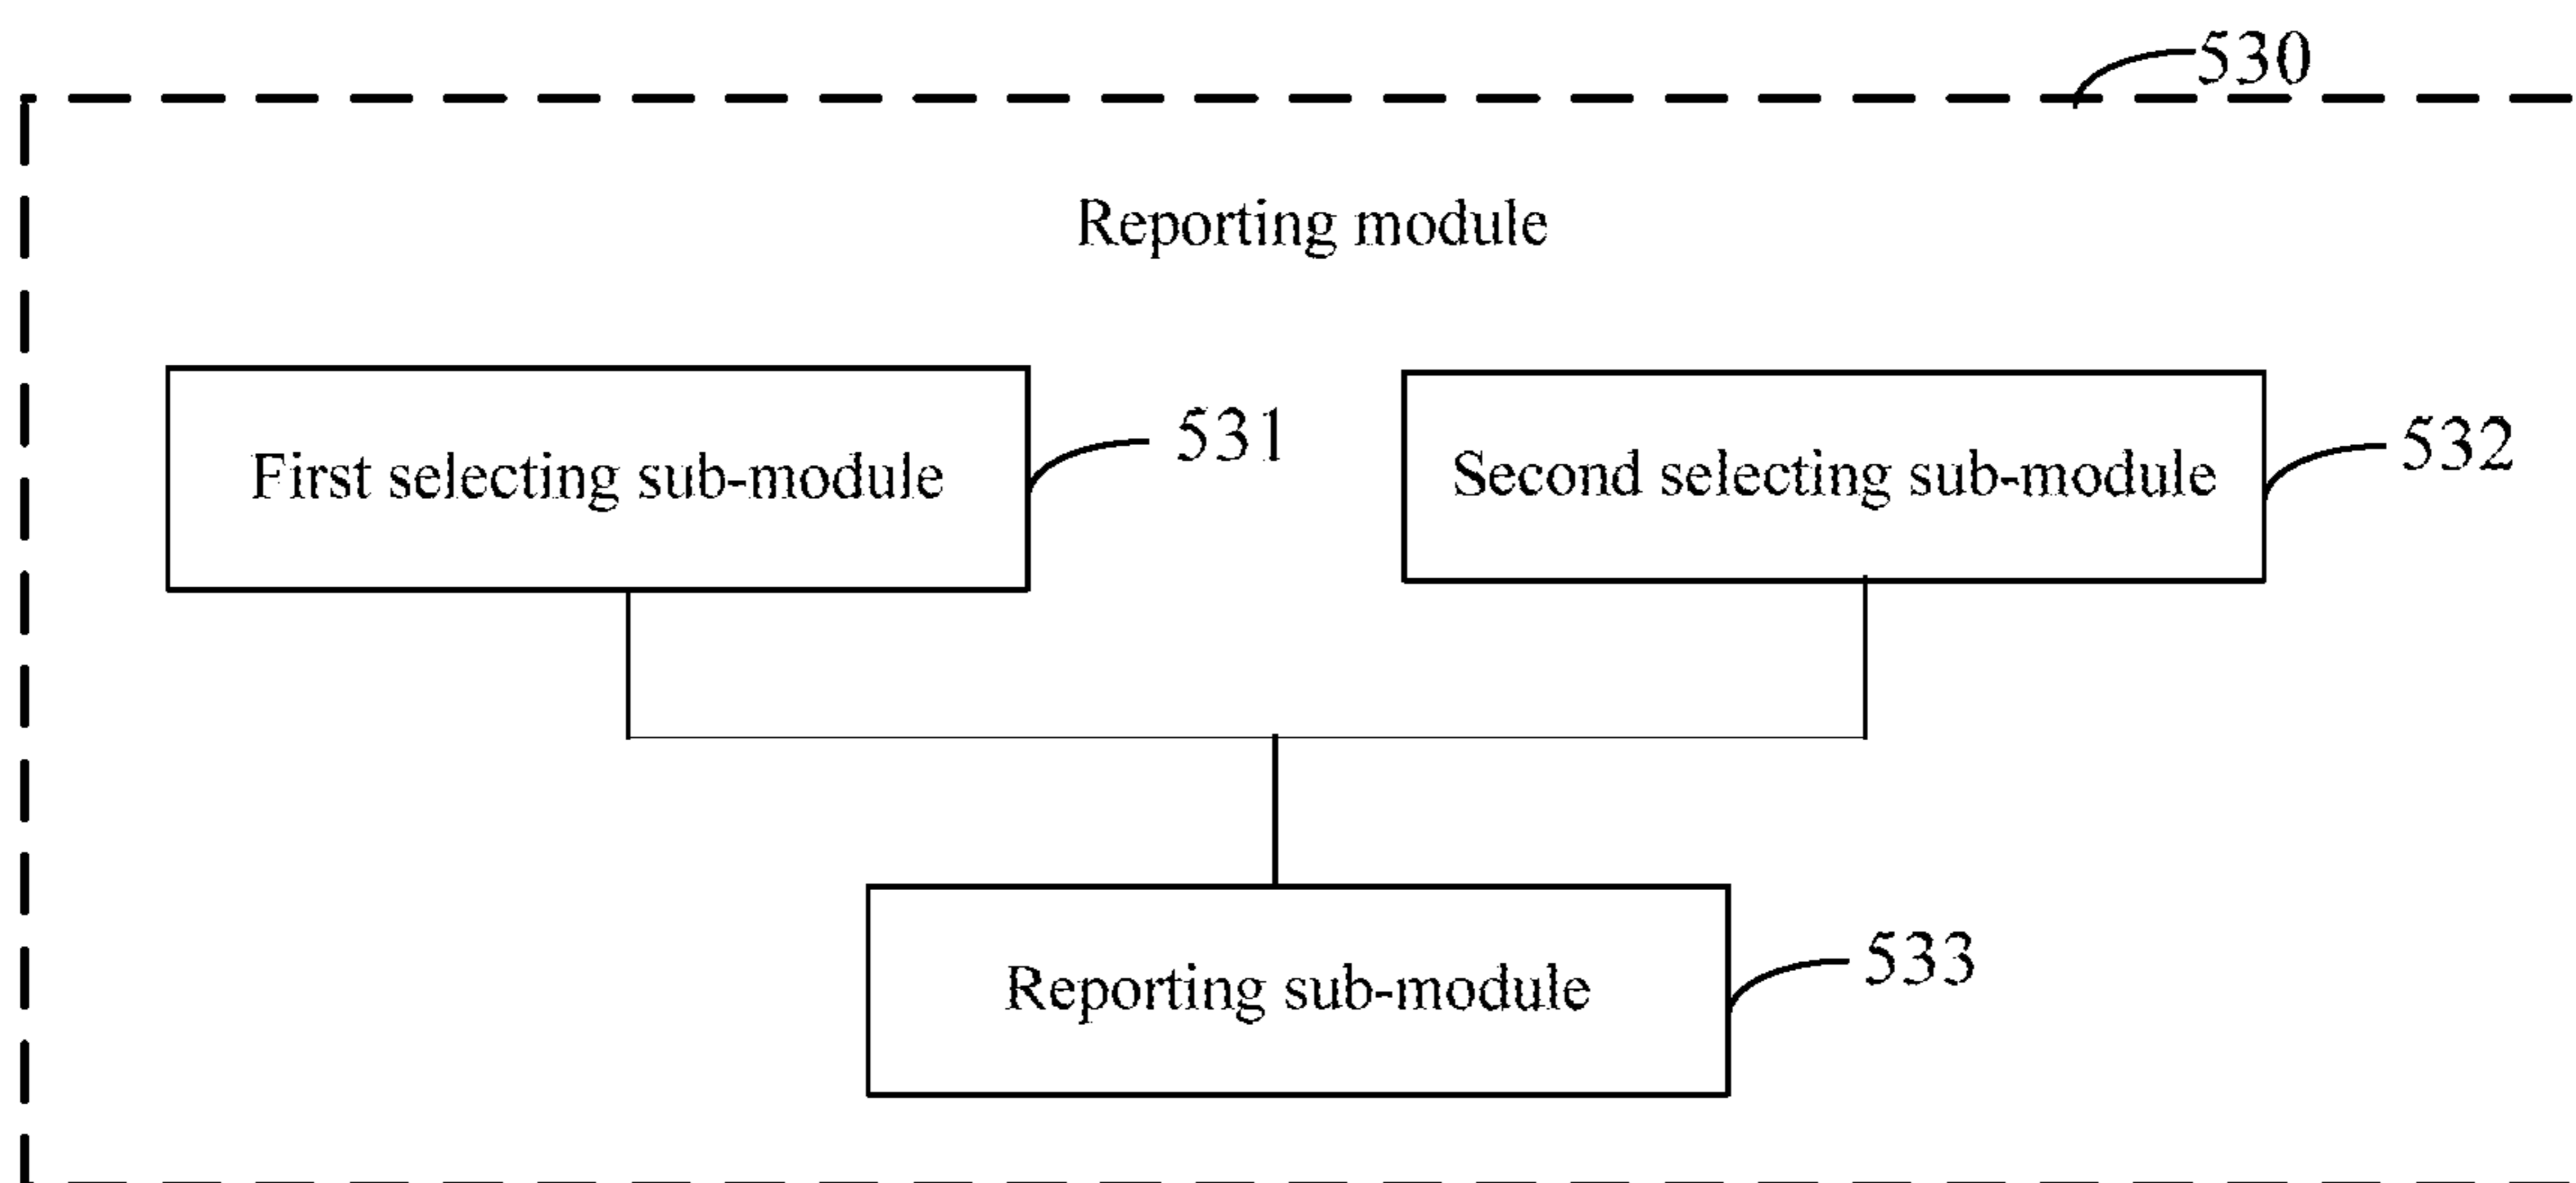 530
Reporting module
First selecting sub-module
531
Second selecting sub-module
532
Reporting sub-module
533